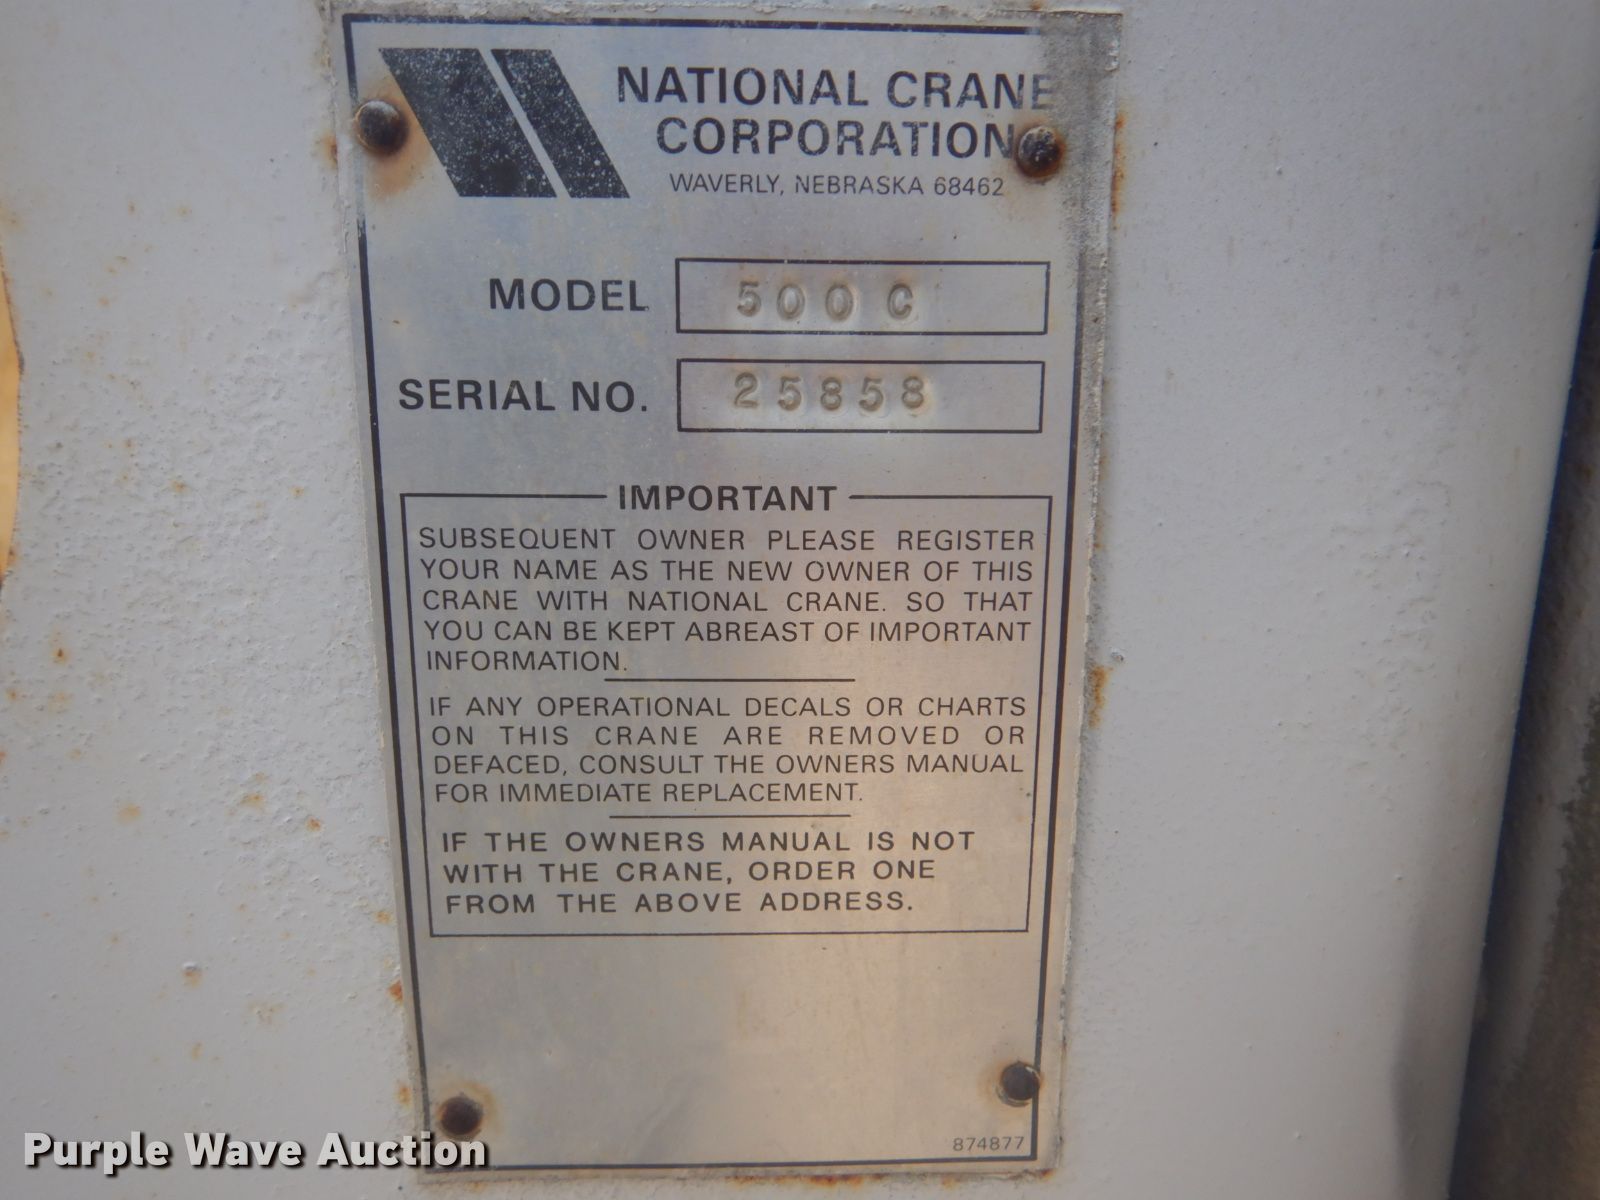 NATIONAL CRANE
CORPORATION
WAVERLY, NEBRASKA 68462
MODEL 500C
SERIAL NO. 25858
IMPORTANT
SUBSEQUENT OWNER PLEASE REGISTER
YOUR NAME AS THE NEW OWNER OF THIS
CRANE WITH NATIONAL CRANE. SO THAT
YOU CAN BE KEPT ABREAST OF IMPORTANT
INFORMATION.
IF ANY OPERATIONAL DECALS OR CHARTS
ON THIS CRANE ARE REMOVED OR
DEFACED, CONSULT THE OWNERS MANUAL
FOR IMMEDIATE REPLACEMENT.
IF THE OWNERS MANUAL IS NOT
WITH THE CRANE, ORDER ONE
FROM THE ABOVE ADDRESS.
874877
Purple Wave Auction